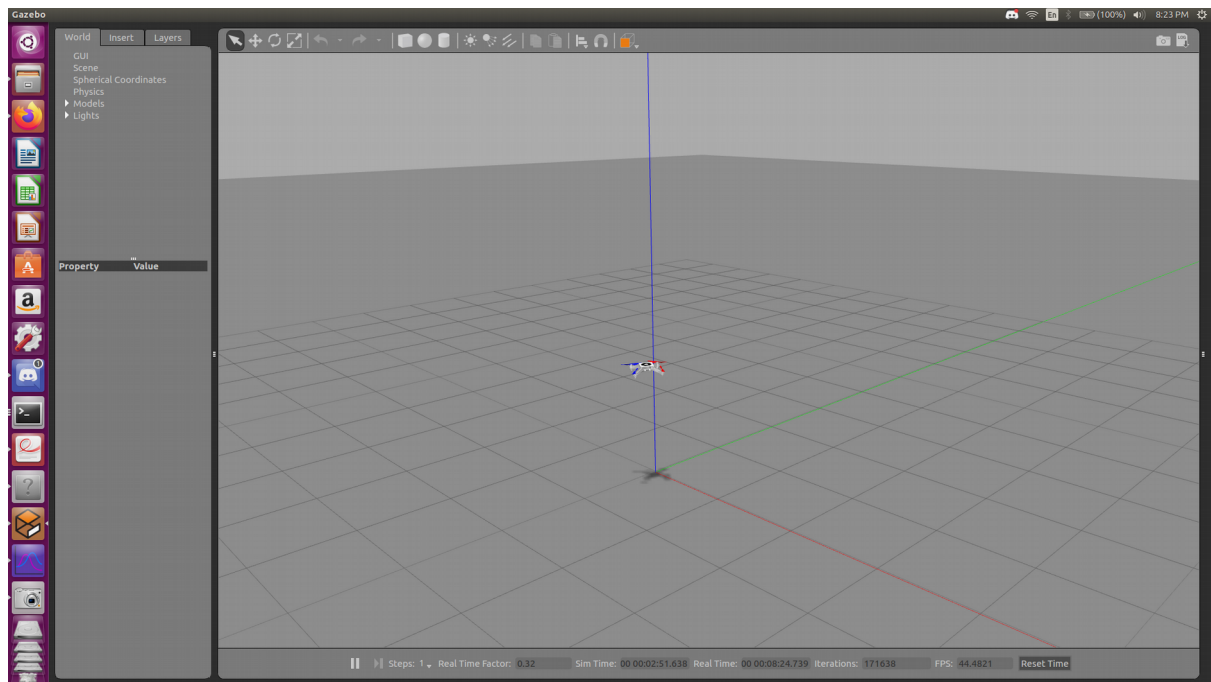 Gazebo
En (100%) 8:23 PM
World Insert Layers
GUI
Scene
Spherical Coordinates
Physics
Models
Lights
Property Value
Steps: 1 Real Time Factor: 0.32 Sim Time: 00 00:02:51.638 Real Time: 00 00:08:24.739 Iterations: 171638 FPS: 44.4821 Reset Time